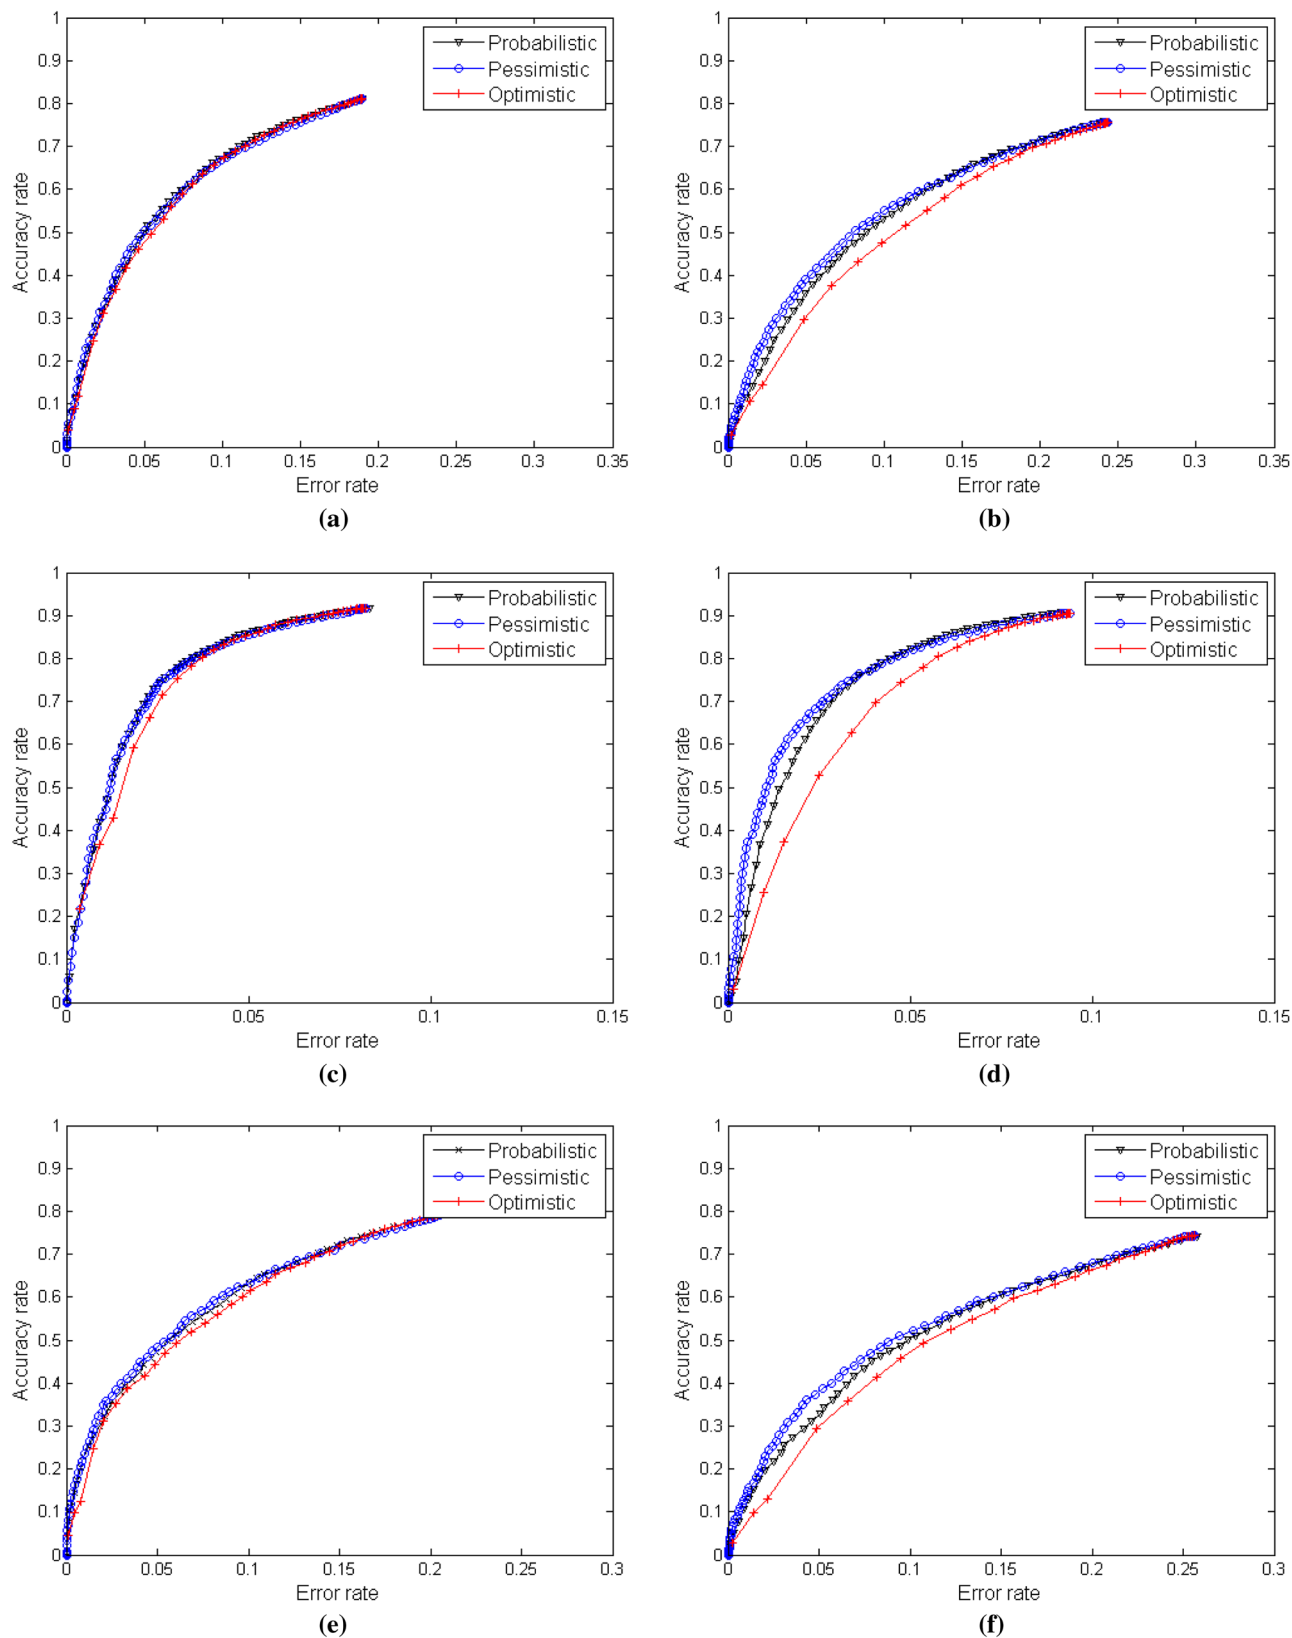 1
0.9
0.8
0.7
0.6
0.5
0.4
0.3
0.2
0.1
0
Accuracy rate
Probabilistic
Pessimistic
Optimistic
0 0.05 0.1 0.15 0.2 0.25 0.3 0.35
Error rate
(a)
1
0.9
0.8
0.7
0.6
0.5
0.4
0.3
0.2
0.1
0
Accuracy rate
Probabilistic
Pessimistic
Optimistic
0 0.05 0.1 0.15 0.2 0.25 0.3 0.35
Error rate
(b)
1
0.9
0.8
0.7
0.6
0.5
0.4
0.3
0.2
0.1
0
Accuracy rate
Probabilistic
Pessimistic
Optimistic
0 0.05 0.1 0.15
Error rate
(c)
1
0.9
0.8
0.7
0.6
0.5
0.4
0.3
0.2
0.1
0
Accuracy rate
Probabilistic
Pessimistic
Optimistic
0 0.05 0.1 0.15
Error rate
(d)
1
0.9
0.8
0.7
0.6
0.5
0.4
0.3
0.2
0.1
0
Accuracy rate
Probabilistic
Pessimistic
Optimistic
0 0.05 0.1 0.15 0.2 0.25 0.3
Error rate
(e)
1
0.9
0.8
0.7
0.6
0.5
0.4
0.3
0.2
0.1
0
Accuracy rate
Probabilistic
Pessimistic
Optimistic
0 0.05 0.1 0.15 0.2 0.25 0.3
Error rate
(f)